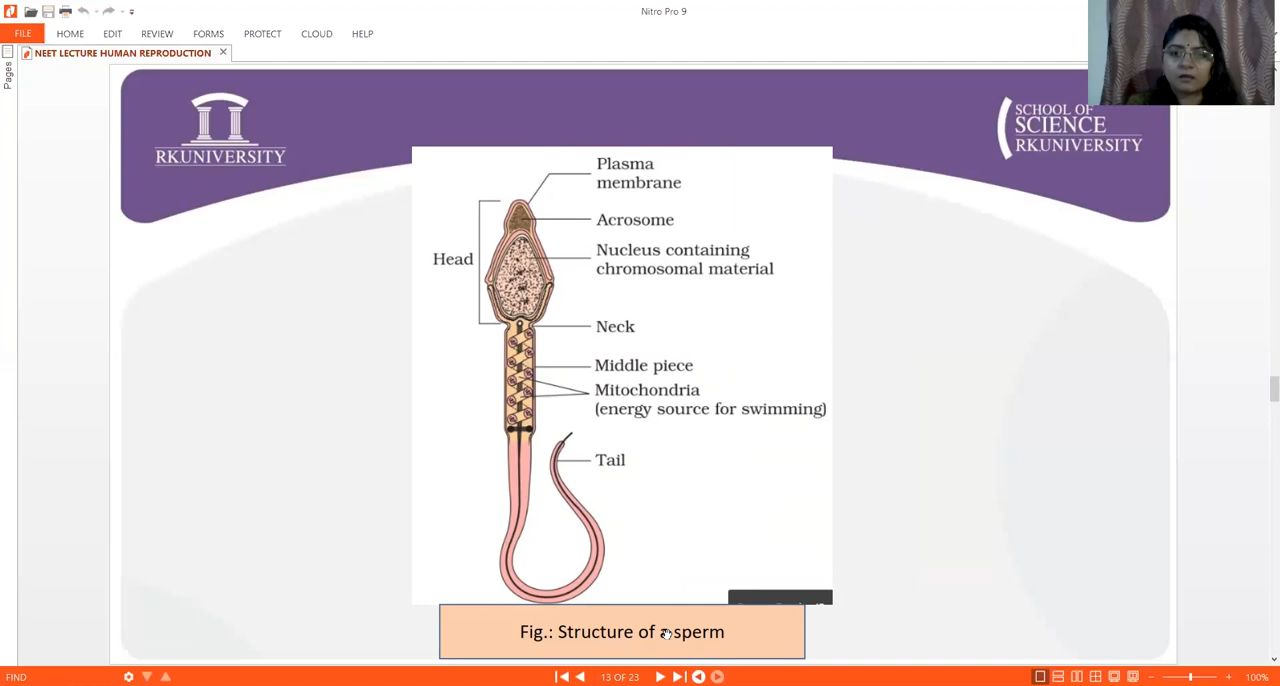 Nitro Pro 9
FILE HOME EDIT REVIEW FORMS PROTECT CLOUD HELP
NEET LECTURE HUMAN REPRODUCTION
Pages
RKUNIVERSITY
SCHOOL OF
SCIENCE
RKUNIVERSITY
Plasma
membrane
Acrosome
Head
Nucleus containing
chromosomal material
Neck
Middle piece
Mitochondria
(energy source for swimming)
Tail
Fig.: Structure of sperm
FIND
13 OF 23
100%